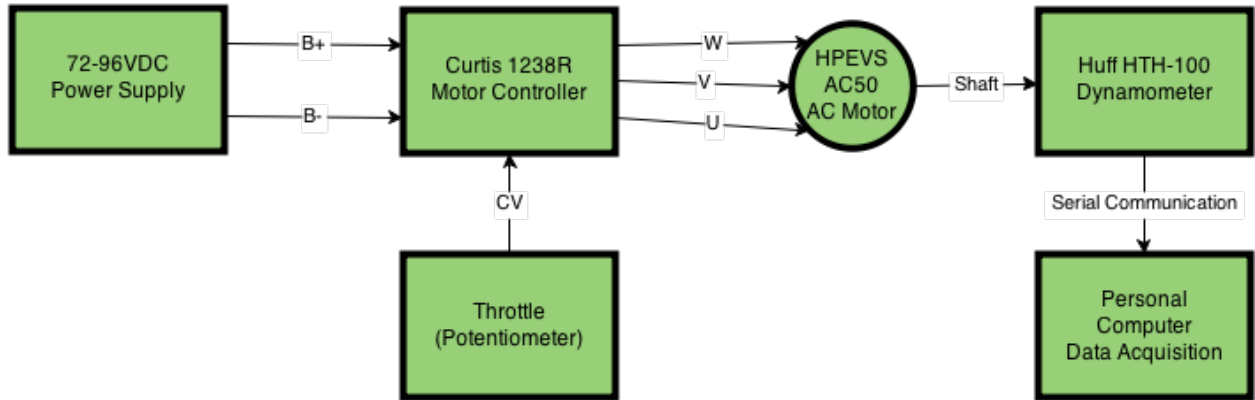 72-96VDC
Power Supply
B+
B-
Curtis 1238R
Motor Controller
W
V
U
HPEVS
AC50
AC Motor
Shaft
Huff HTH-100
Dynamometer
CV
Serial Communication
Throttle
(Potentiometer)
Personal
Computer
Data Acquisition